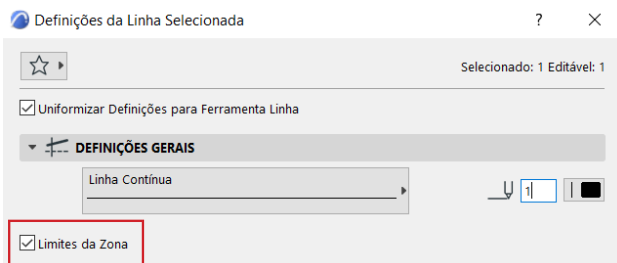 Definições da Linha Selecionada ? ×
Selecionado: 1 Editável: 1
Uniformizar Definições para Ferramenta Linha
DEFINIÇÕES GERAIS
Linha Contínua
1
Limites da Zona